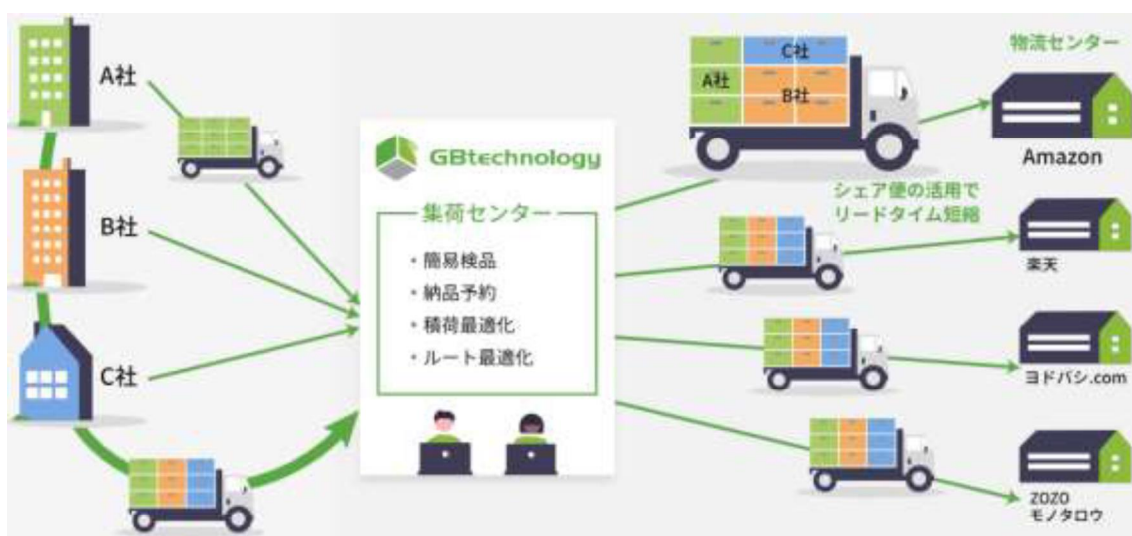 A社
B社
C社
GBtechnology
集荷センター
・簡易検品
・納品予約
・積荷最適化
・ルート最適化
A社
C社
B社
物流センター
Amazon
シェア便の活用で
リードタイム短縮
楽天
ヨドバシ.com
ZOZO
モノタロウ